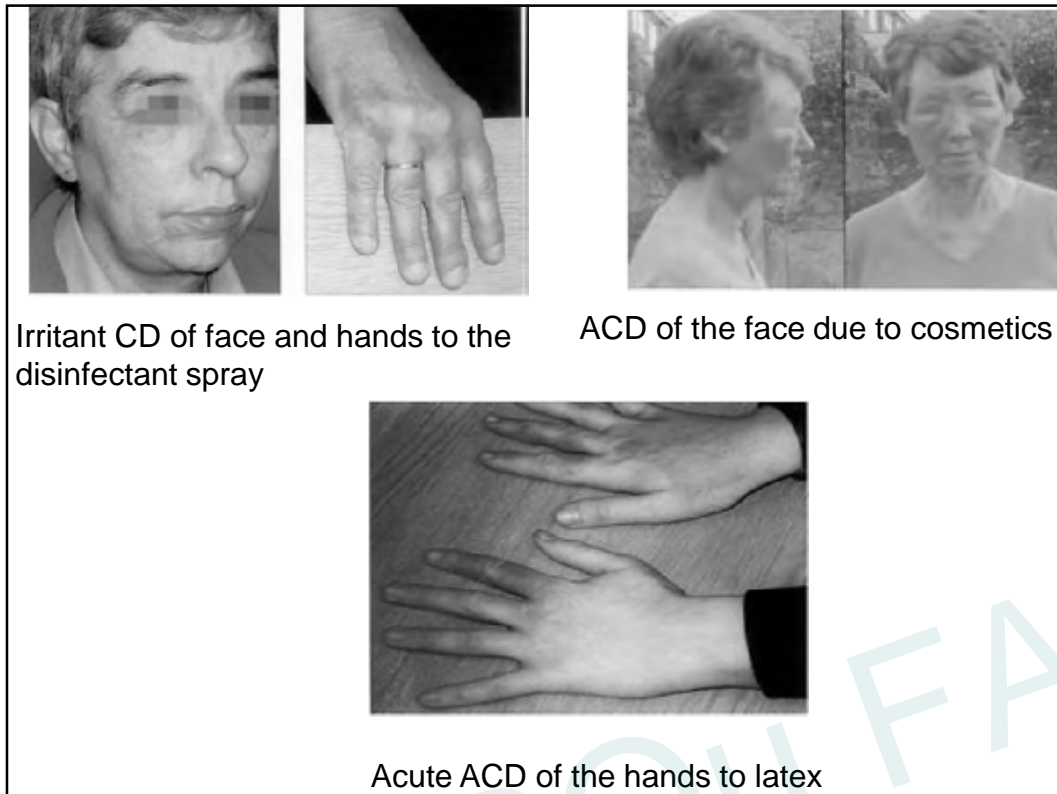 Irritant CD of face and hands to the
disinfectant spray
ACD of the face due to cosmetics
Acute ACD of the hands to latex